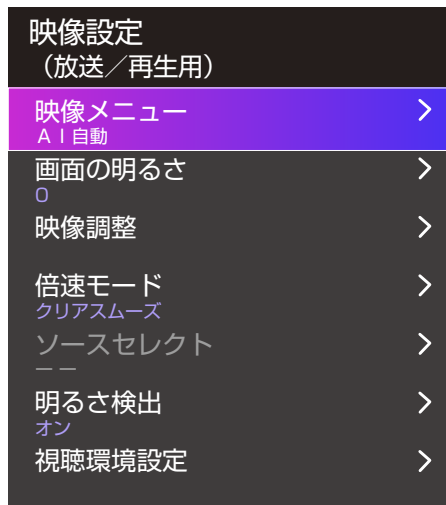 映像設定
（放送／再生用）
映像メニュー
ＡＩ自動
画面の明るさ
0
映像調整
倍速モード
クリアスムーズ
ソースセレクト
－－
明るさ検出
オン
視聴環境設定